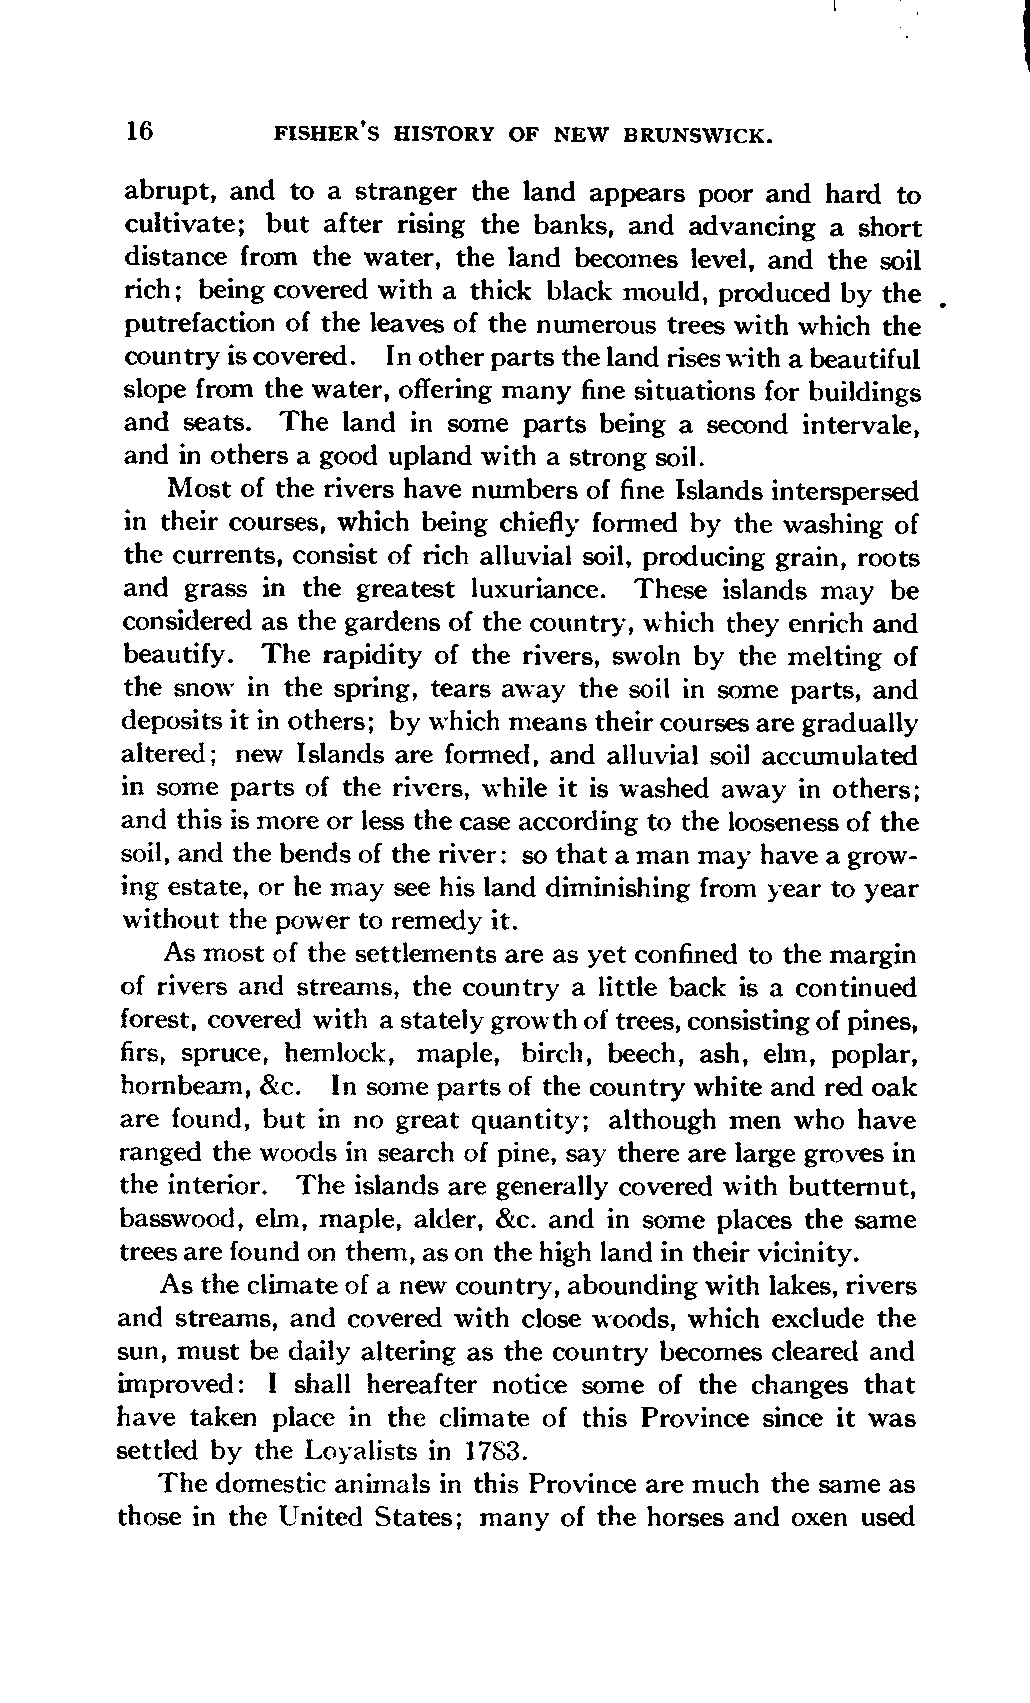 16 FISHER'S HISTORY OF NEW BRUNSWICK.
abrupt, and to a stranger the land appears poor and hard to
cultivate; but after rising the banks, and advancing a short
distance from the water, the land becomes level, and the soil
rich; being covered with a thick black mould, produced by the
putrefaction of the leaves of the numerous trees with which the
country is covered. In other parts the land rises with a beautiful
slope from the water, offering many fine situations for buildings
and seats. The land in some parts being a second intervale,
and in others a good upland with a strong soil.
Most of the rivers have numbers of fine Islands interspersed
in their courses, which being chiefly formed by the washing of
the currents, consist of rich alluvial soil, producing grain, roots
and grass in the greatest luxuriance. These islands may be
considered as the gardens of the country, which they enrich and
beautify. The rapidity of the rivers, swoln by the melting of
the snow in the spring, tears away the soil in some parts, and
deposits it in others; by which means their courses are gradually
altered; new Islands are formed, and alluvial soil accumulated
in some parts of the rivers, while it is washed away in others;
and this is more or less the case according to the looseness of the
soil, and the bends of the river: so that a man may have a grow-
ing estate, or he may see his land diminishing from year to year
without the power to remedy it.
As most of the settlements are as yet confined to the margin
of rivers and streams, the country a little back is a continued
forest, covered with a stately growth of trees, consisting of pines,
firs, spruce, hemlock, maple, birch, beech, ash, elm, poplar,
hornbeam, &c. In some parts of the country white and red oak
are found, but in no great quantity; although men who have
ranged the woods in search of pine, say there are large groves in
the interior. The islands are generally covered with butternut,
basswood, elm, maple, alder, &c. and in some places the same
trees are found on them, as on the high land in their vicinity.
As the climate of a new country, abounding with lakes, rivers
and streams, and covered with close woods, which exclude the
sun, must be daily altering as the country becomes cleared and
improved: I shall hereafter notice some of the changes that
have taken place in the climate of this Province since it was
settled by the Loyalists in 1783.
The domestic animals in this Province are much the same as
those in the United States; many of the horses and oxen used